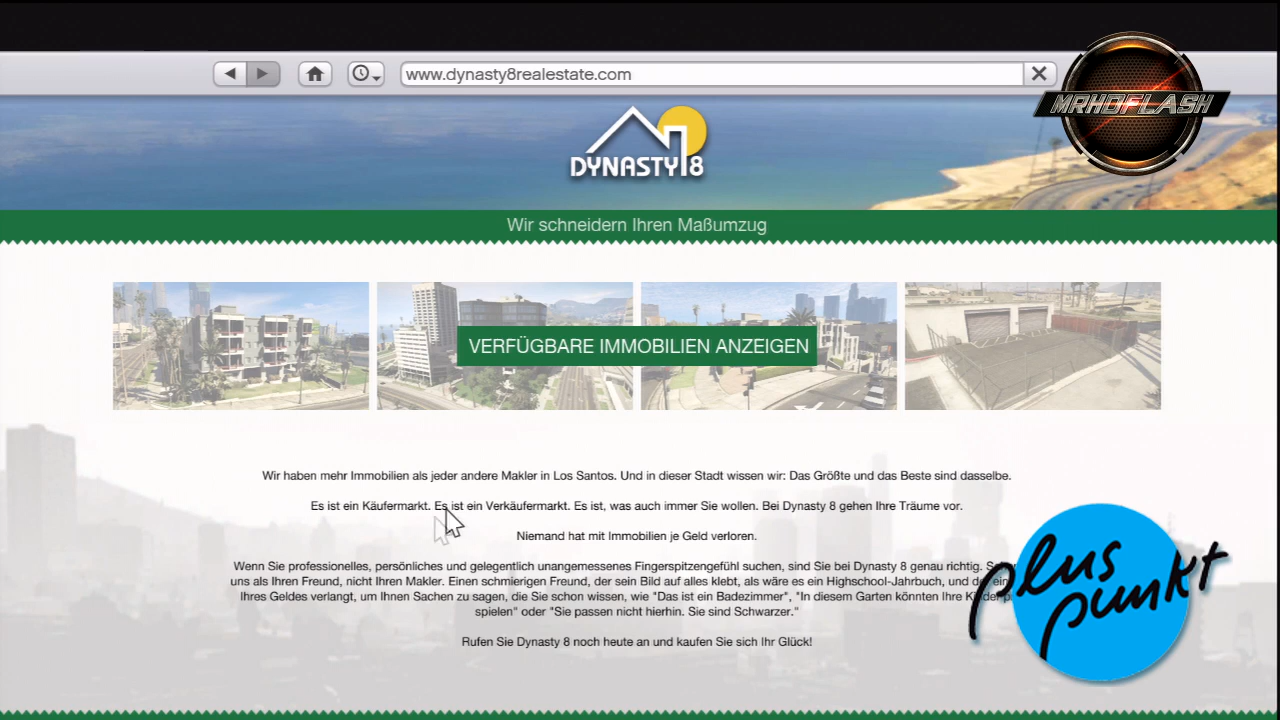 www.dynasty8realestate.com
MRHDFLASH
DYNASTY 8
Wir schneidern Ihren Maßumzug
VERFÜGBARE IMMOBILIEN ANZEIGEN
Wir haben mehr Immobilien als jeder andere Makler in Los Santos. Und in dieser Stadt wissen wir: Das Größte und das Beste sind dasselbe.
Es ist ein Käufermarkt. Es ist ein Verkäufermarkt. Es ist, was auch immer Sie wollen. Bei Dynasty 8 gehen Ihre Träume vor.
Niemand hat mit Immobilien je Geld verloren.
Wenn Sie professionelles, persönliches und gelegentlich unangemessenes Fingerspitzengefühl suchen, sind Sie bei Dynasty 8 genau richtig.
uns als Ihren Freund, nicht Ihren Makler. Einen schmierigen Freund, der sein Bild auf alles klebt, als wäre es ein Highschool-Jahrbuch, und
Ihres Geldes verlangt, um Ihnen Sachen zu sagen, die Sie schon wissen, wie "Das ist ein Badezimmer", "In diesem Garten könnten Ihre
spielen" oder "Sie passen nicht hierhin. Sie sind Schwarzer."
Rufen Sie Dynasty 8 noch heute an und kaufen Sie sich Ihr Glück!
plus
punkt